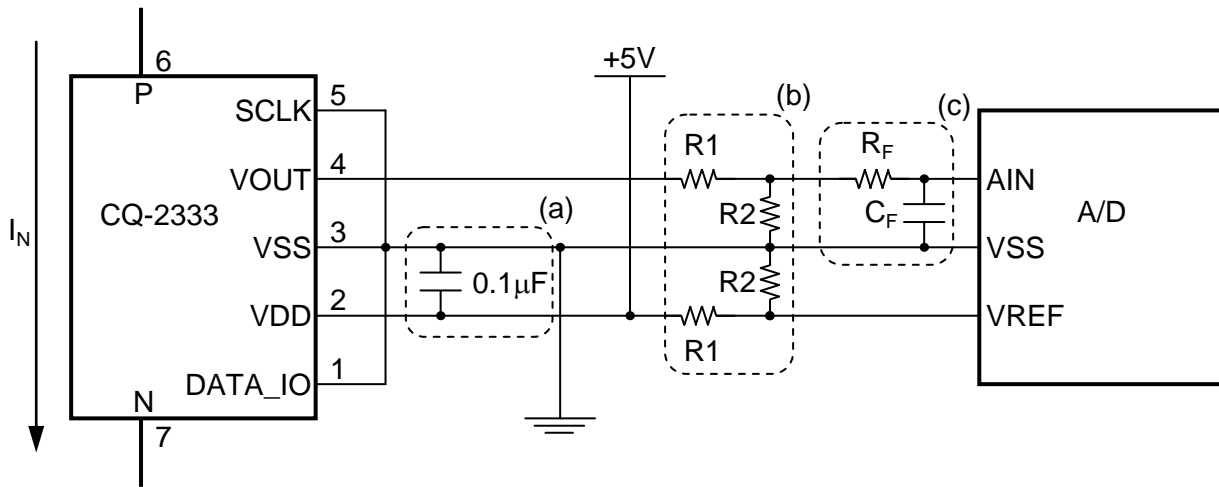 6
P
SCLK
5
+5V
(b)
(c)
R1
RF
VOUT
4
AIN
CQ-2333
(a)
R2
CF
A/D
IN
VSS
3
VSS
0.1μF
R2
VDD
2
VREF
R1
DATA_IO
1
N
7